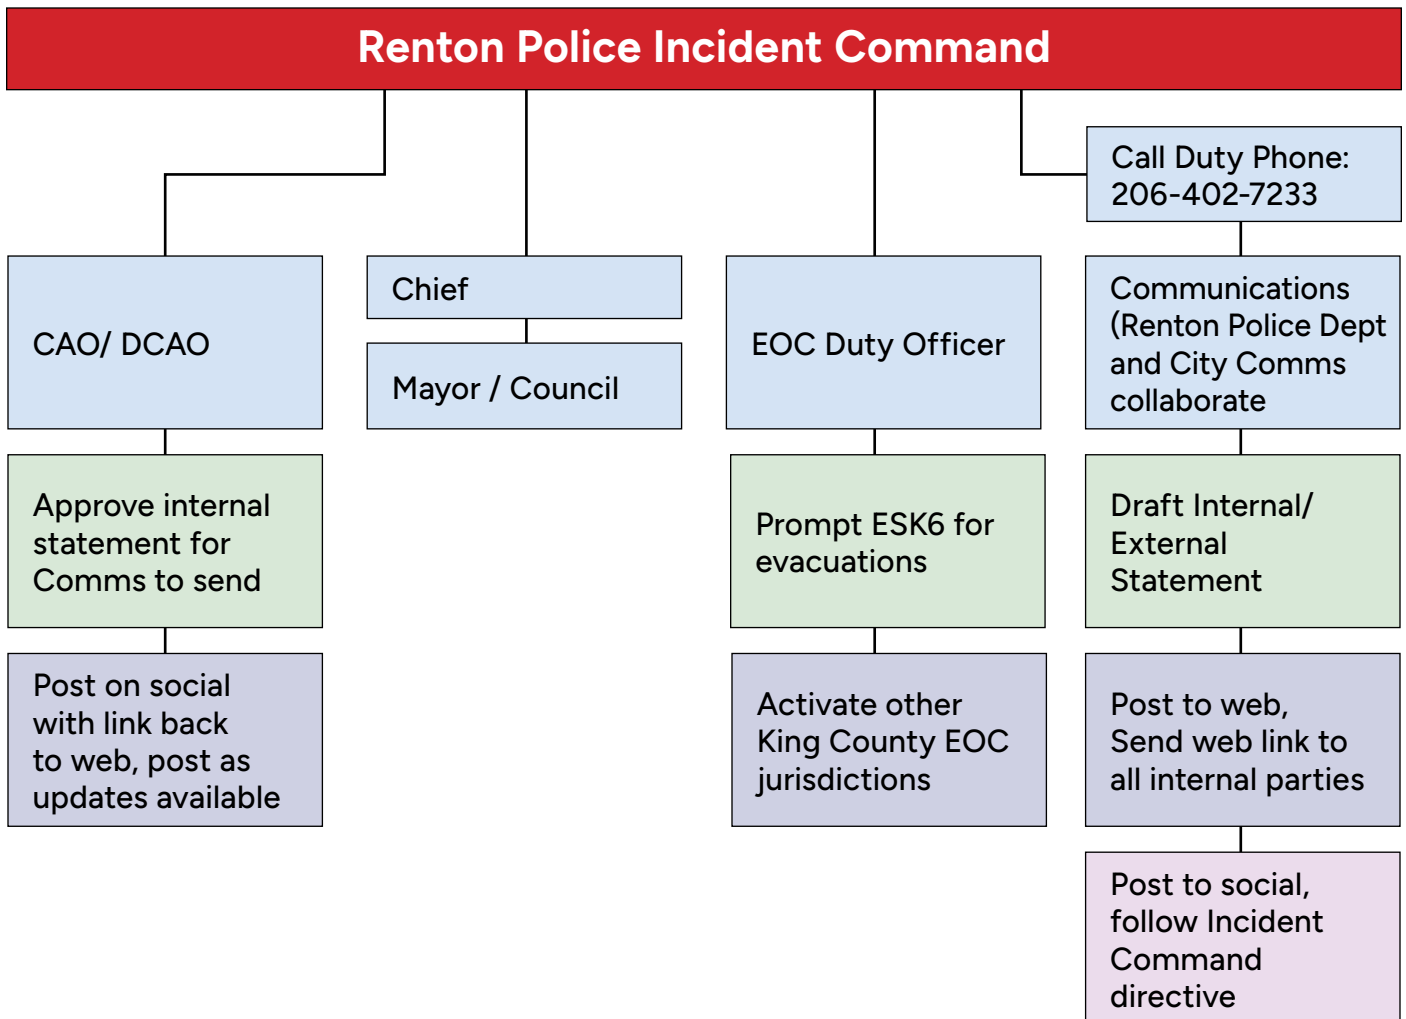 Renton Police Incident Command
Call Duty Phone:
206-402-7233
CAO/ DCAO
Chief
Mayor / Council
EOC Duty Officer
Communications
(Renton Police Dept
and City Comms
collaborate
Approve internal
statement for
Comms to send
Prompt ESK6 for
evacuations
Draft Internal/
External
Statement
Post on social
with link back
to web, post as
updates available
Activate other
King County EOC
jurisdictions
Post to web,
Send web link to
all internal parties
Post to social,
follow Incident
Command
directive